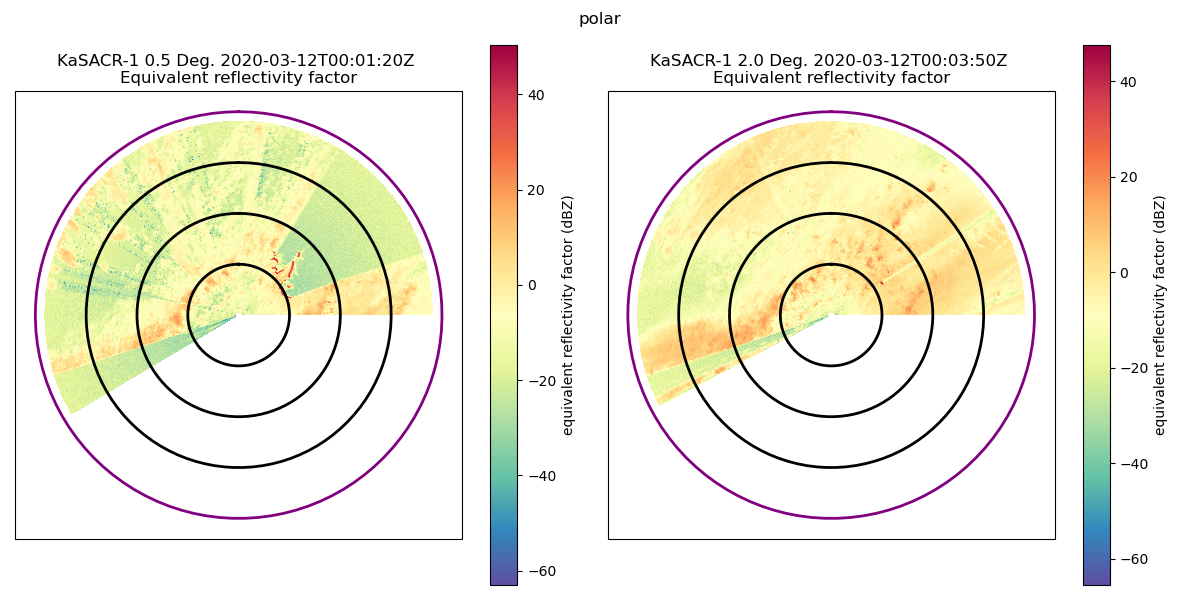 polar
KaSACR-1 0.5 Deg. 2020-03-12T00:01:20Z
Equivalent reflectivity factor
40
20
0
−20
−40
−60
equivalent reflectivity factor (dBZ)
KaSACR-1 2.0 Deg. 2020-03-12T00:03:50Z
Equivalent reflectivity factor
40
20
0
−20
−40
−60
equivalent reflectivity factor (dBZ)